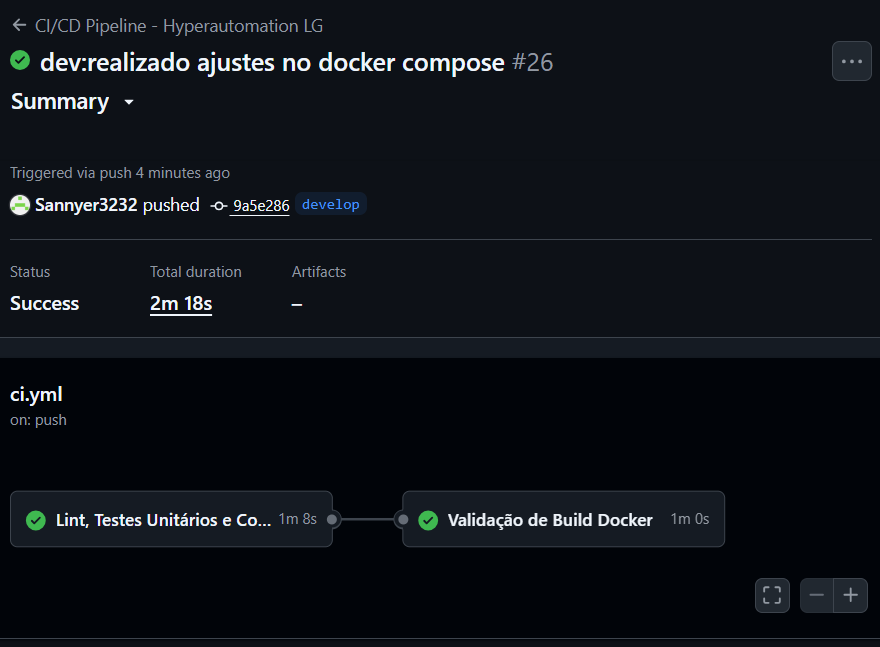 CI/CD Pipeline - Hyperautomation LG
dev:realizado ajustes no docker compose #26
Summary
Triggered via push 4 minutes ago
Sannyer3232 pushed 9a5e286 develop
Status Total duration Artifacts
Success 2m 18s –
ci.yml
on: push
Lint, Testes Unitários e Co... 1m 8s Validação de Build Docker 1m 0s